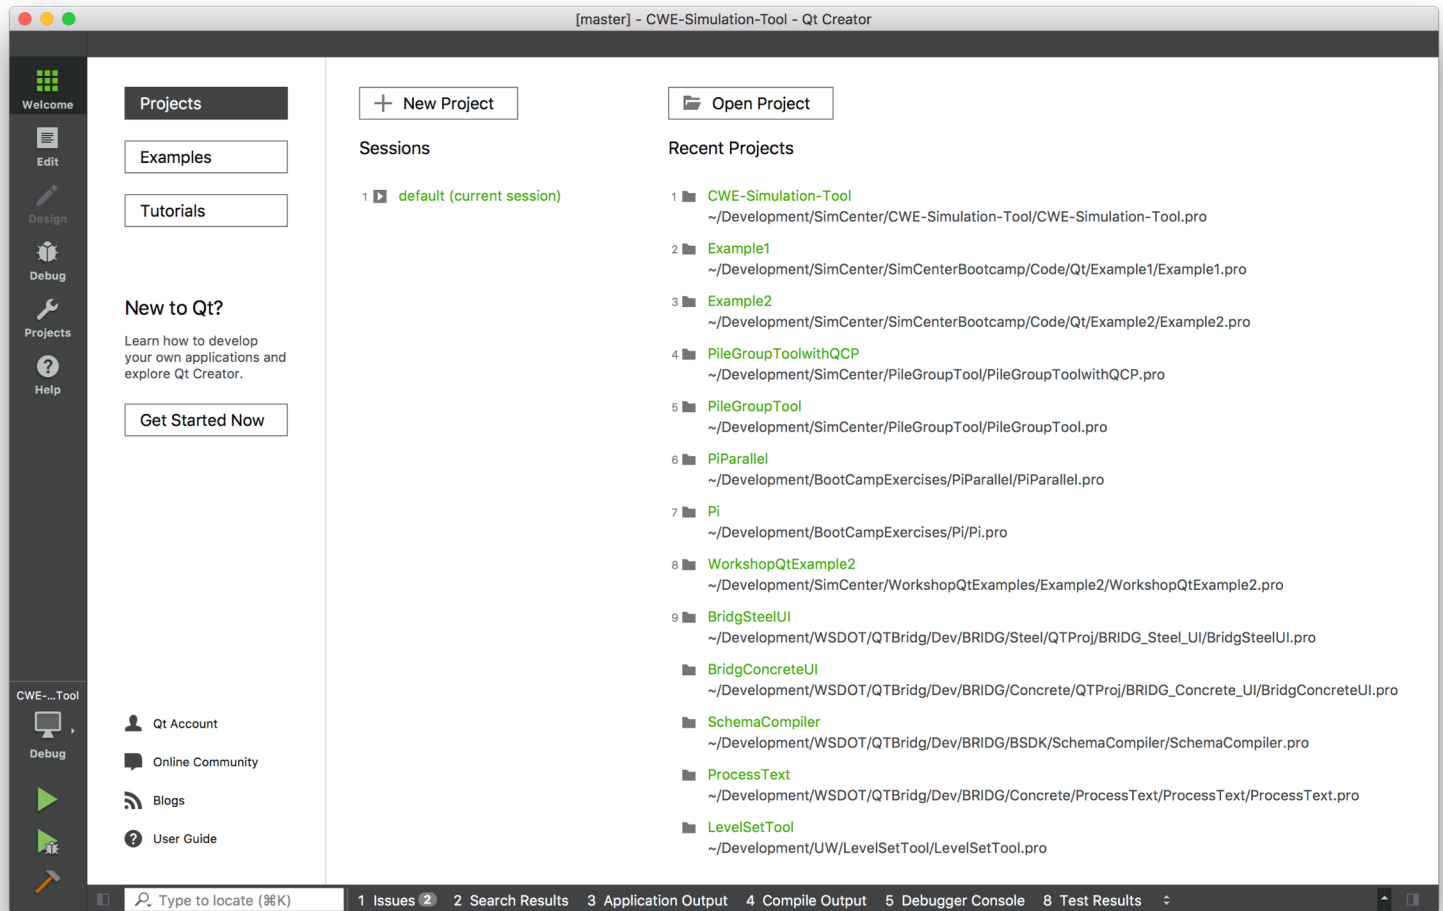 [master] - CWE-Simulation-Tool - Qt Creator
Welcome
Edit
Design
Debug
Projects
Help
CWE-...Tool
Debug
Projects
Examples
Tutorials
New to Qt?
Learn how to develop
your own applications and
explore Qt Creator.
Get Started Now
Qt Account
Online Community
Blogs
User Guide
New Project
Sessions
1 default (current session)
Open Project
Recent Projects
1 CWE-Simulation-Tool
~/Development/SimCenter/CWE-Simulation-Tool/CWE-Simulation-Tool.pro
2 Example1
~/Development/SimCenter/SimCenterBootcamp/Code/Qt/Example1/Example1.pro
3 Example2
~/Development/SimCenter/SimCenterBootcamp/Code/Qt/Example2/Example2.pro
4 PileGroupToolwithQCP
~/Development/SimCenter/PileGroupTool/PileGroupToolwithQCP.pro
5 PileGroupTool
~/Development/SimCenter/PileGroupTool/PileGroupTool.pro
6 PiParallel
~/Development/BootCampExercises/PiParallel/PiParallel.pro
7 Pi
~/Development/BootCampExercises/Pi/Pi.pro
8 WorkshopQtExample2
~/Development/SimCenter/WorkshopQtExamples/Example2/WorkshopQtExample2.pro
9 BridgSteelUI
~/Development/WSDOT/QTBridg/Dev/BRIDG/Steel/QTProj/BRIDG_Steel_UI/BridgSteelUI.pro
BridgConcreteUI
~/Development/WSDOT/QTBridg/Dev/BRIDG/Concrete/QTProj/BRIDG_Concrete_UI/BridgConcreteUI.pro
SchemaCompiler
~/Development/WSDOT/QTBridg/Dev/BRIDG/BSDK/SchemaCompiler/SchemaCompiler.pro
ProcessText
~/Development/WSDOT/QTBridg/Dev/BRIDG/Concrete/ProcessText/ProcessText/ProcessText.pro
LevelSetTool
~/Development/UW/LevelSetTool/LevelSetTool.pro
Type to locate (⌘K)
1 Issues 2
2 Search Results
3 Application Output
4 Compile Output
5 Debugger Console
8 Test Results